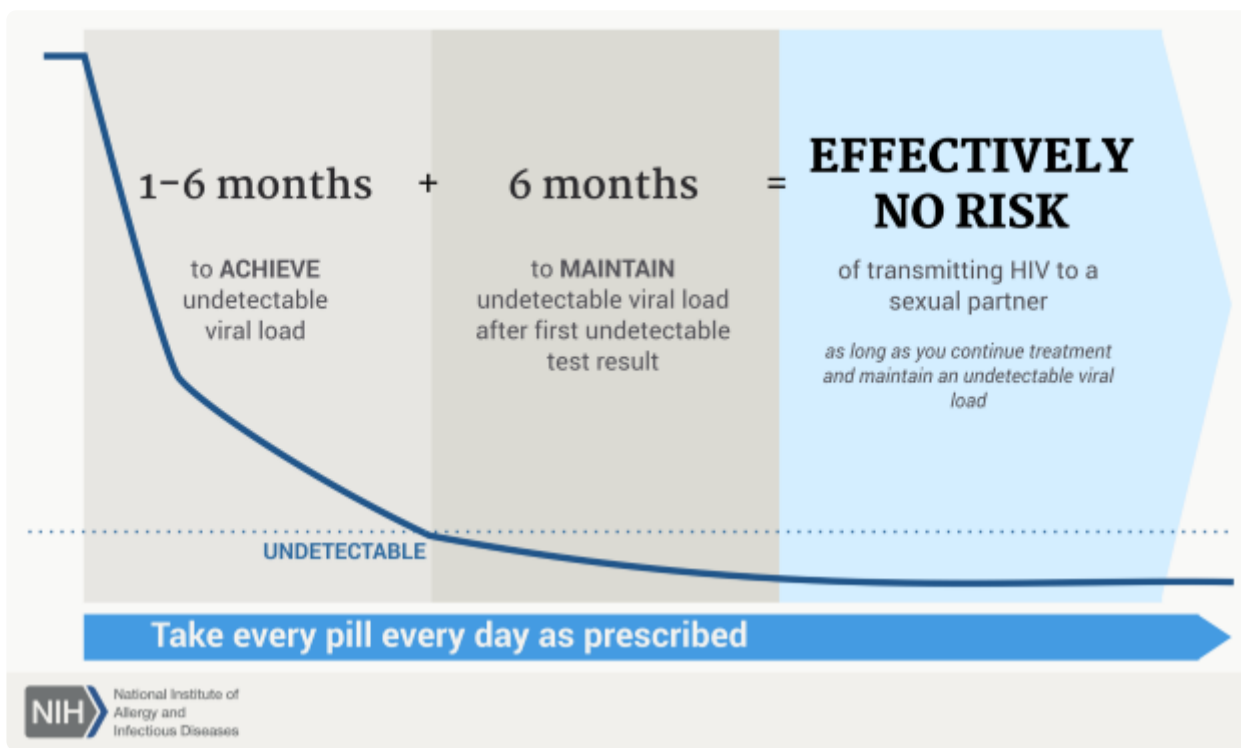 1–6 months
+
6 months
=
EFFECTIVELY
NO RISK
to ACHIEVE
undetectable
viral load
to MAINTAIN
undetectable viral load
after first undetectable
test result
of transmitting HIV to a
sexual partner
as long as you continue treatment
and maintain an undetectable viral
load
UNDETECTABLE
Take every pill every day as prescribed
NIH
National Institute of
Allergy and
Infectious Diseases